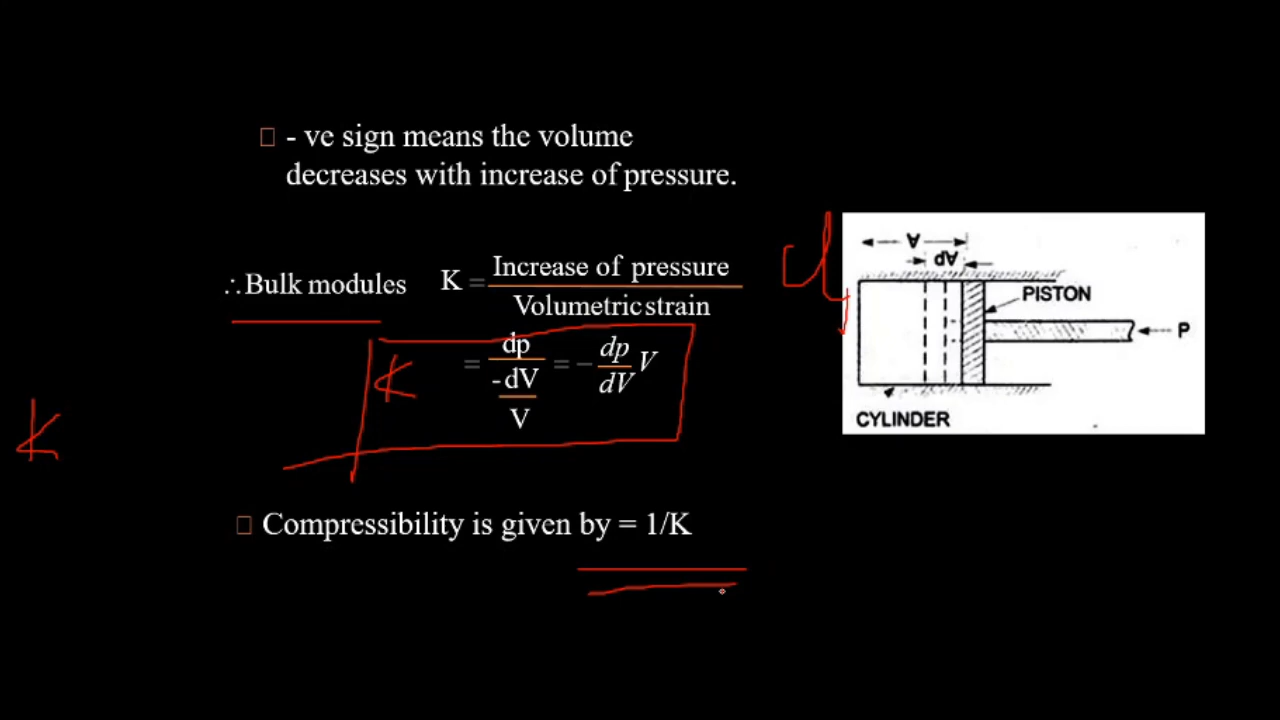 - ve sign means the volume
decreases with increase of pressure.
∴Bulk modules K = Increase of pressure
Volumetric strain
= dp
-dV
V
= - dp
dV
V
K
K
Compressibility is given by = 1/K
∀
d∀
PISTON
P
CYLINDER